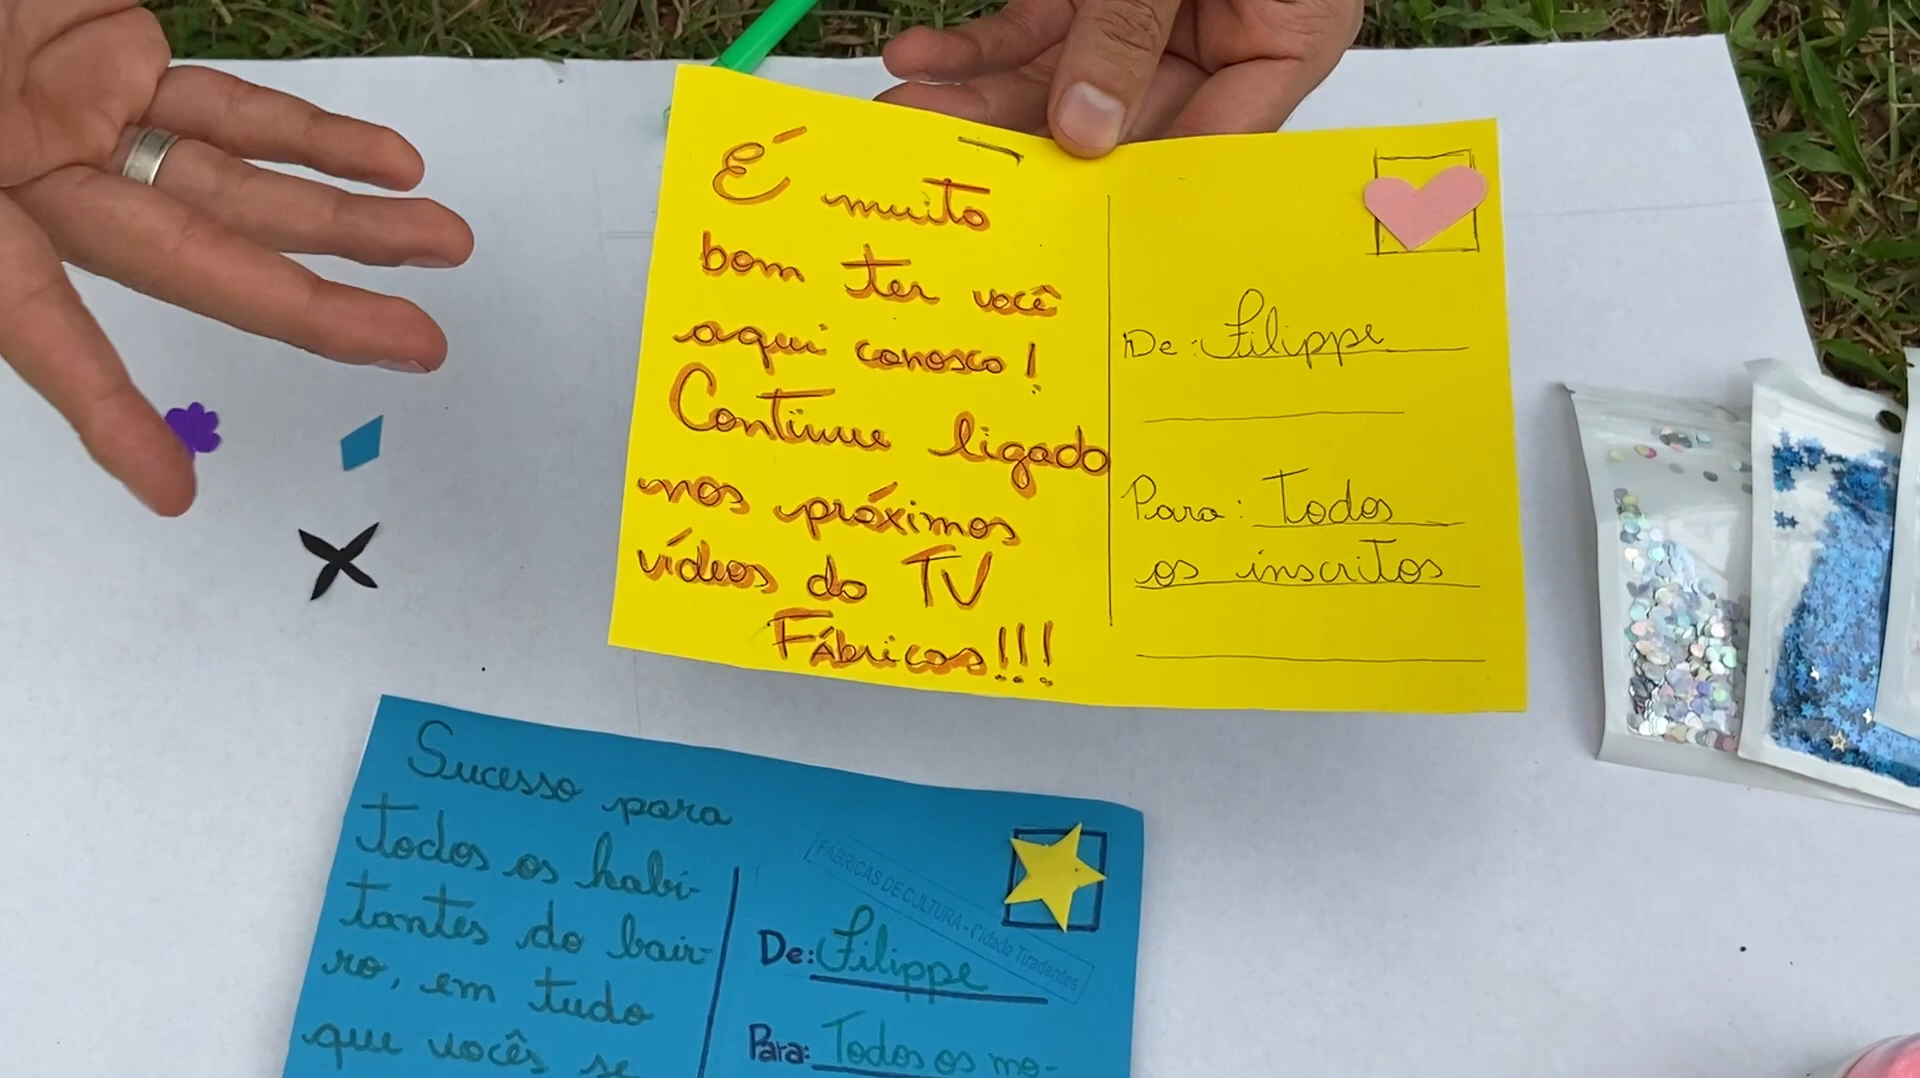 É muito
bom ter você
aqui conosco!
Continue ligado
nos próximos
vídeos do TV
Fábricas!!!
De: Filippe
Para: Todos
os inscritos
Sucesso para
todos os habi-
tantes do bair-
ro, em tudo
que vocês se
FÁBRICAS DE CULTURA - Cidade Tiradentes
De: Filippe
Para: Todos os mo-